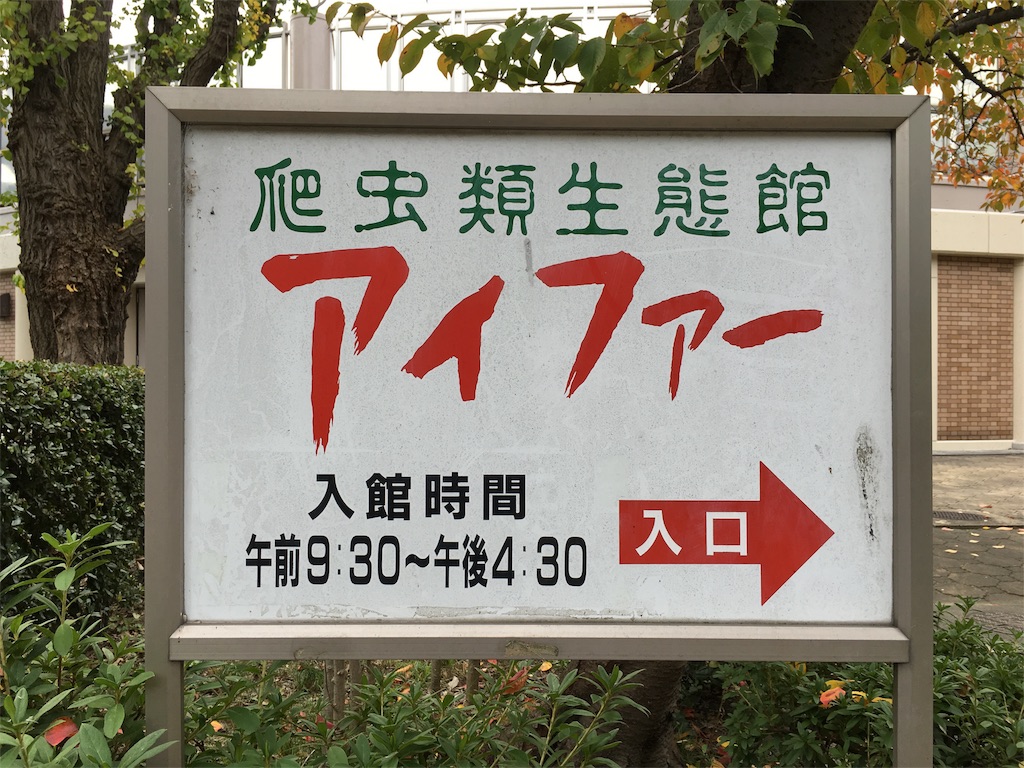 爬虫類生態館
アイファー
入館時間
午前9:30～午後4:30
入口